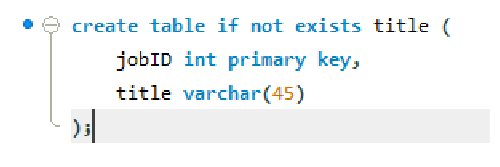 create table if not exists title (
jobID int primary key,
title varchar(45)
);